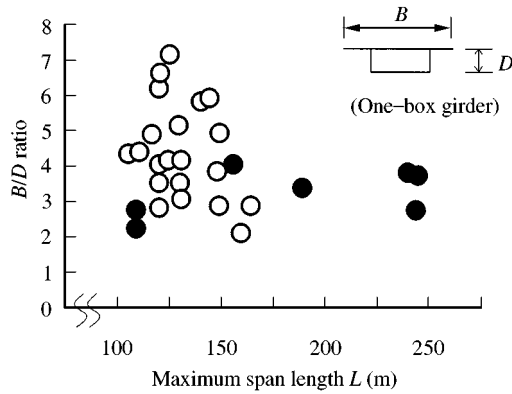 B
D
(One−box girder)
B/D ratio
8
7
6
5
4
3
2
1
0
100 150 200 250
Maximum span length L (m)